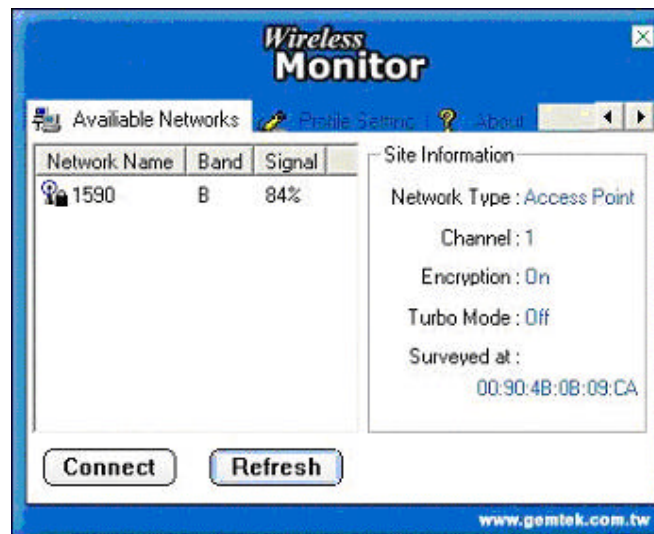 Wireless
Monitor
Availiable Networks Profile Setting About
Network Name Band Signal
1590 B 84%
Site Information
Network Type : Access Point
Channel : 1
Encryption : On
Turbo Mode : Off
Surveyed at :
00:90:4B:0B:09:CA
Connect Refresh
www.gemtek.com.tw